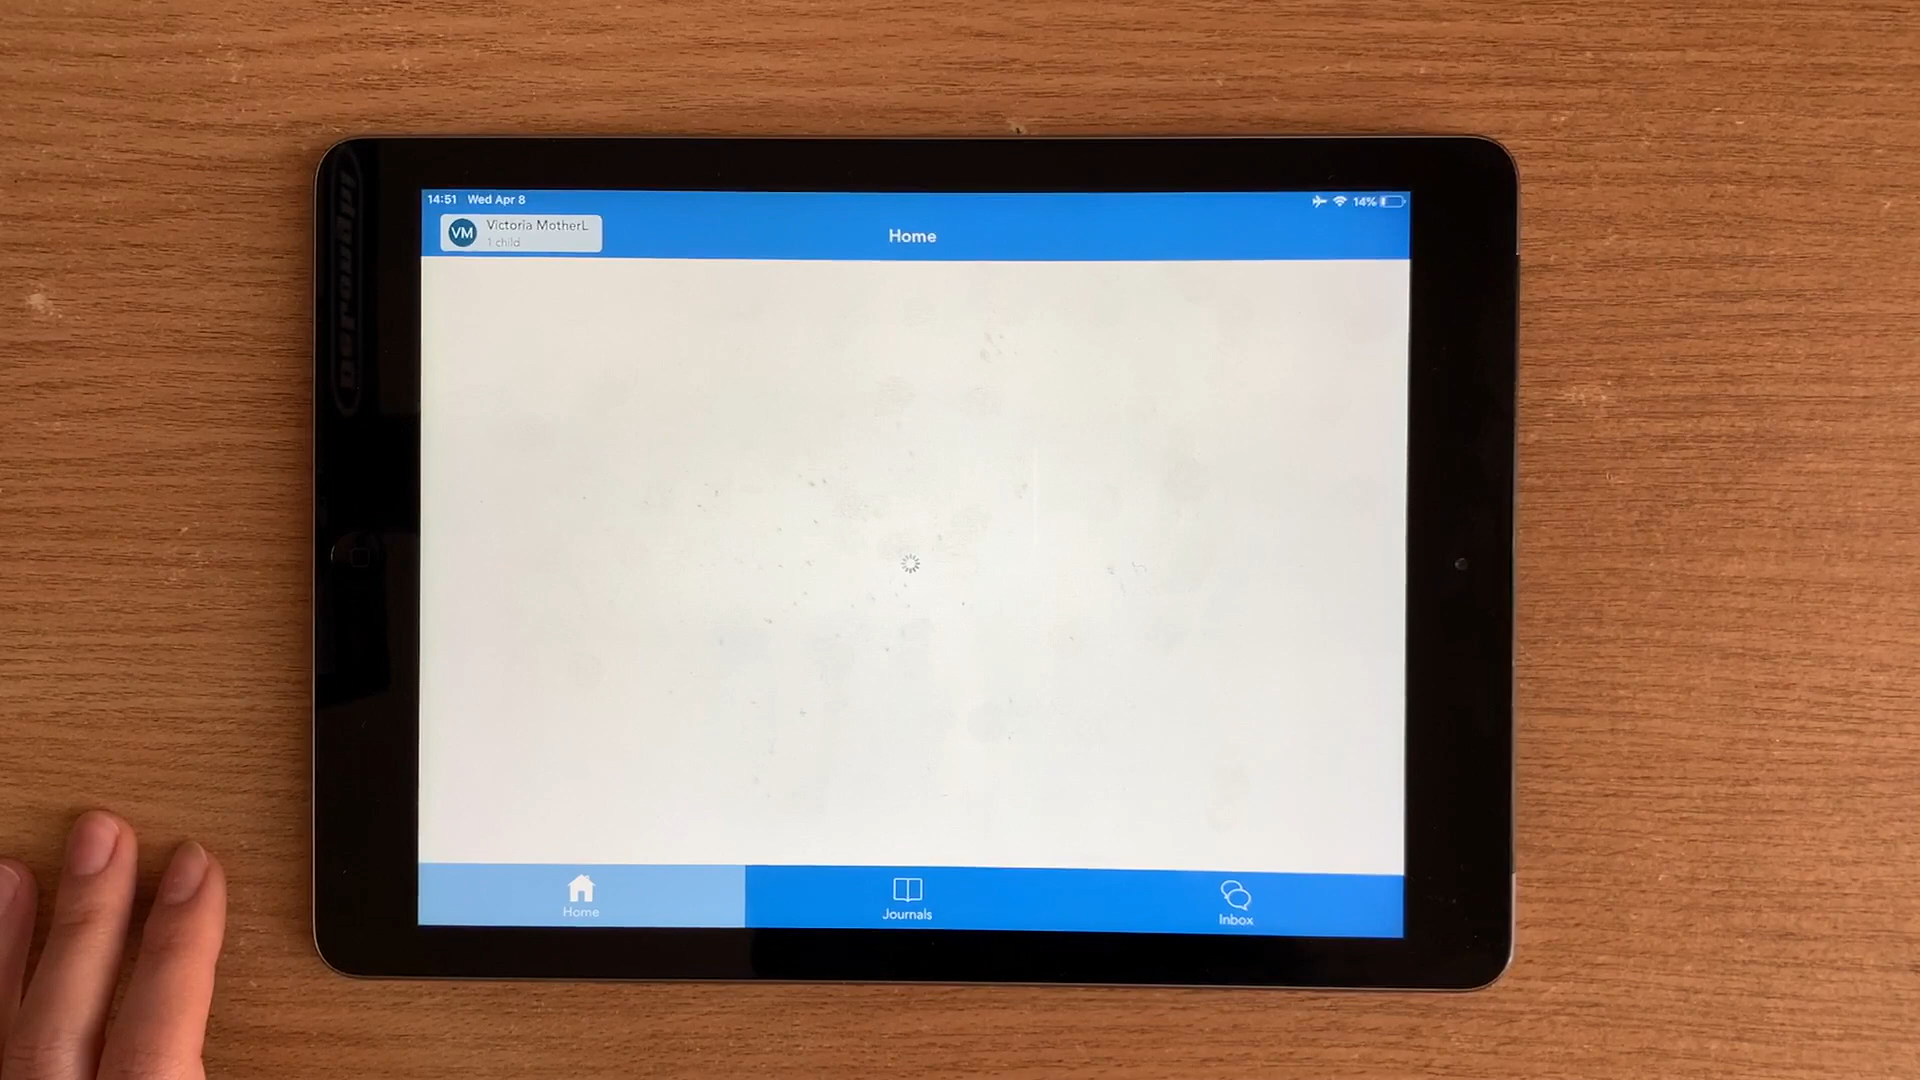 14:51 Wed Apr 8
14%
VM
Victoria MotherL
1 child
Home
Home
Journals
Inbox